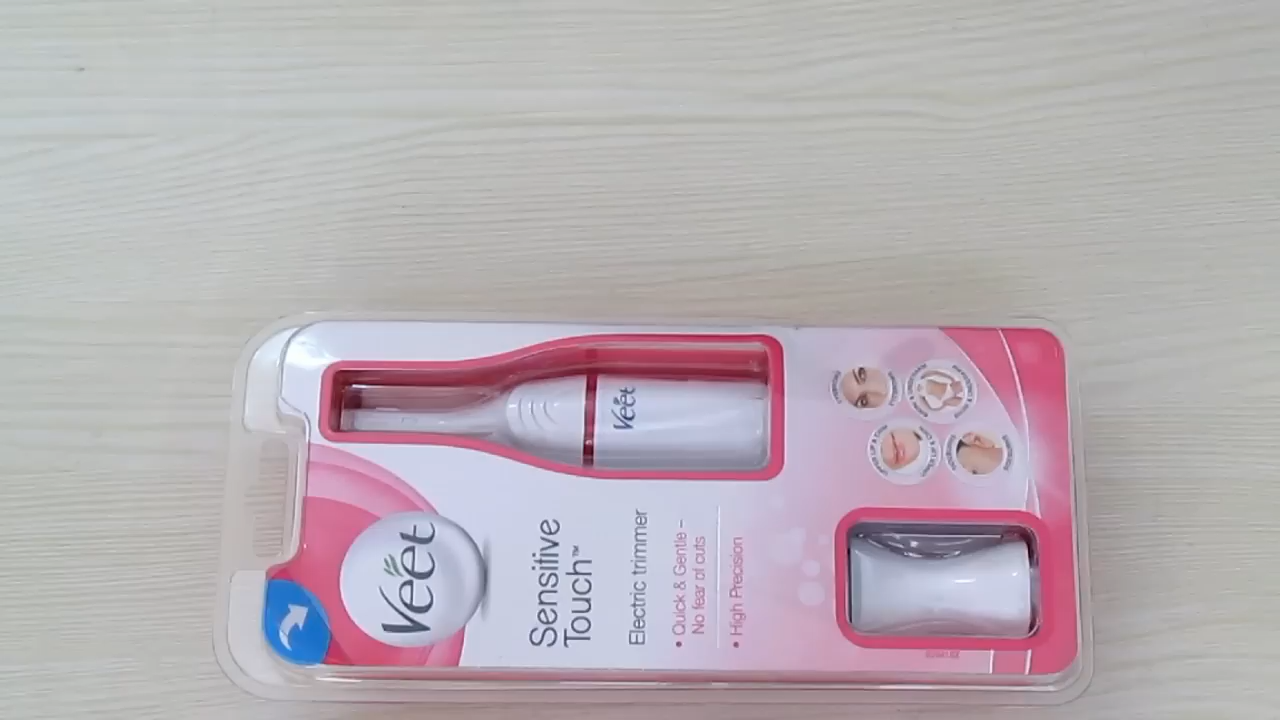 Veet
Sensitive
Touch™
Electric trimmer
• Quick & Gentle –
No fear of cuts
• High Precision
Veet